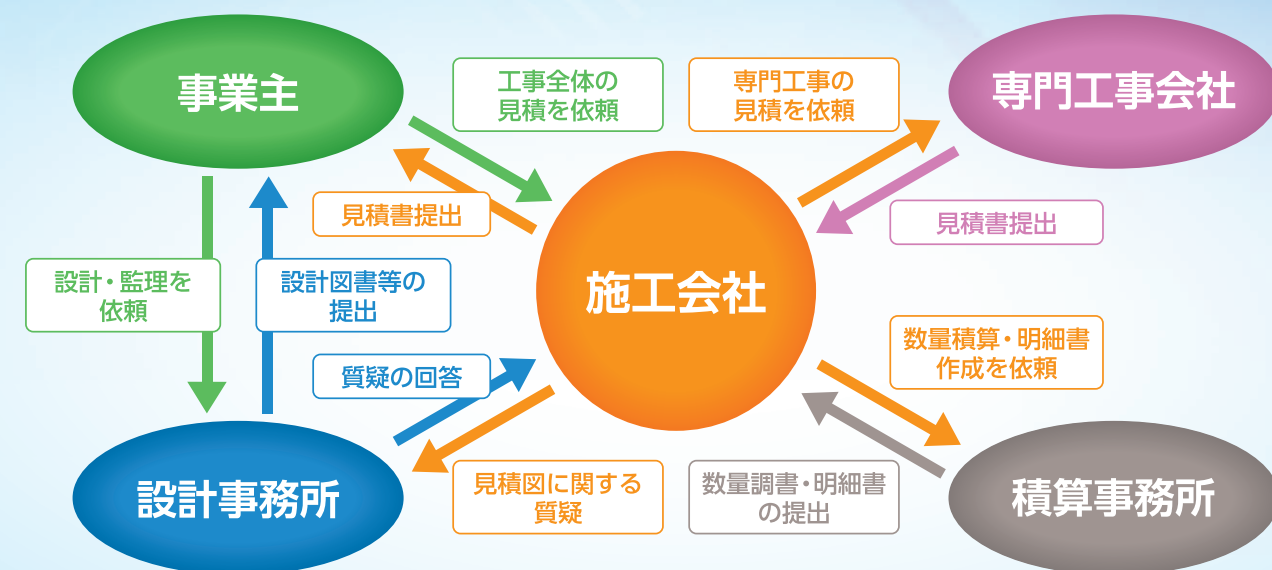 事業主
工事全体の
見積を依頼
専門工事の
見積を依頼
専門工事会社
見積書提出
見積書提出
設計・監理を
依頼
設計図書等の
提出
施工会社
質疑の回答
数量積算・明細書
作成を依頼
設計事務所
見積図に関する
質疑
数量調書・明細書
の提出
積算事務所